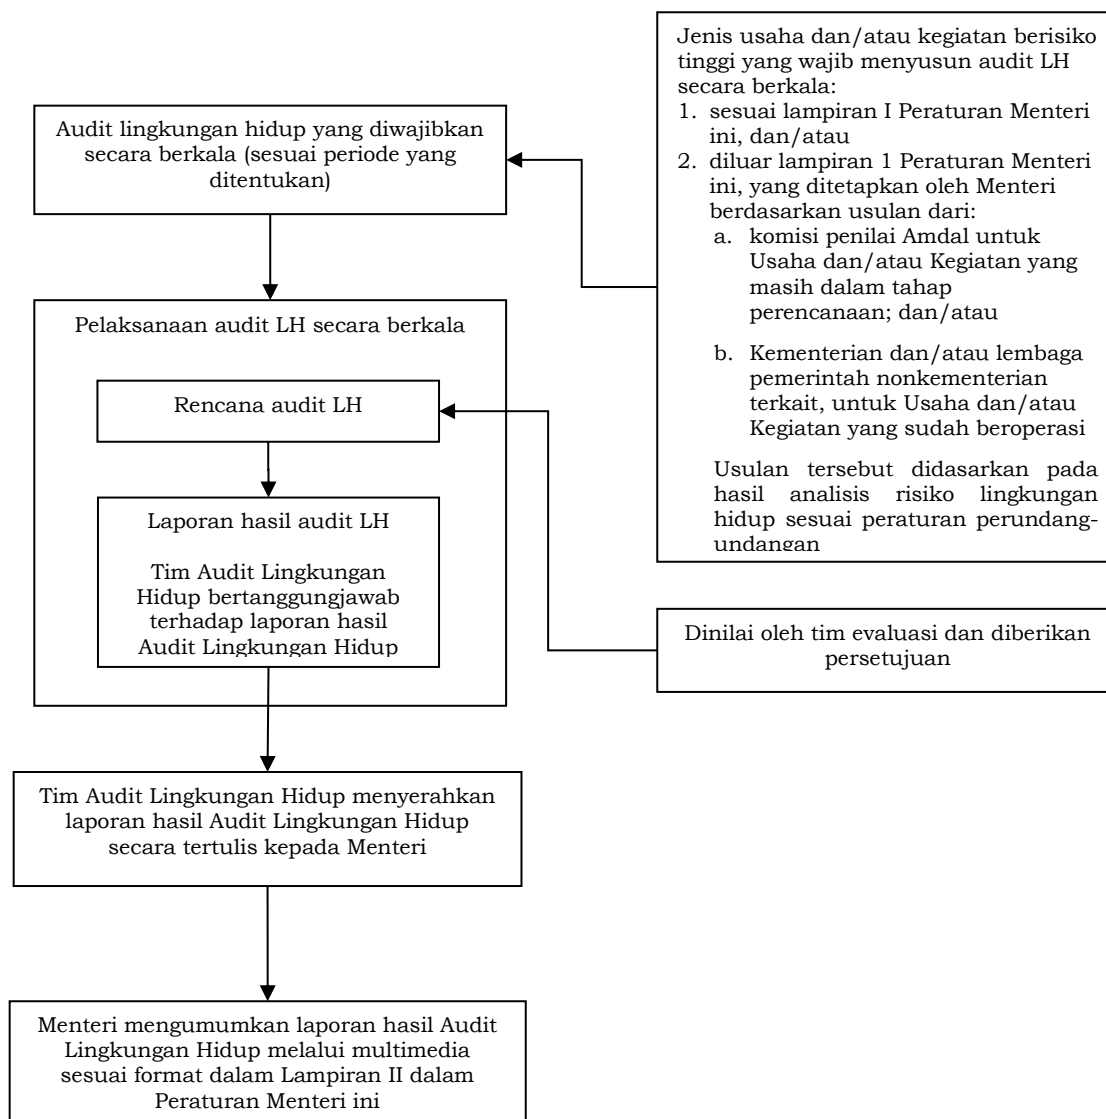 Jenis usaha dan/atau kegiatan berisiko
tinggi yang wajib menyusun audit LH
secara berkala:
1. sesuai lampiran I Peraturan Menteri
ini, dan/atau
2. diluar lampiran 1 Peraturan Menteri
ini, yang ditetapkan oleh Menteri
berdasarkan usulan dari:
a. komisi penilai Amdal untuk
Usaha dan/atau Kegiatan yang
masih dalam tahap
perencanaan; dan/atau
b. Kementerian dan/atau lembaga
pemerintah nonkementerian
terkait, untuk Usaha dan/atau
Kegiatan yang sudah beroperasi
Usulan tersebut didasarkan pada
hasil analisis risiko lingkungan
hidup sesuai peraturan perundang-
undangan
Audit lingkungan hidup yang diwajibkan
secara berkala (sesuai periode yang
ditentukan)
Pelaksanaan audit LH secara berkala
Rencana audit LH
Laporan hasil audit LH
Tim Audit Lingkungan
Hidup bertanggungjawab
terhadap laporan hasil
Audit Lingkungan Hidup
Dinilai oleh tim evaluasi dan diberikan
persetujuan
Tim Audit Lingkungan Hidup menyerahkan
laporan hasil Audit Lingkungan Hidup
secara tertulis kepada Menteri
Menteri mengumumkan laporan hasil Audit
Lingkungan Hidup melalui multimedia
sesuai format dalam Lampiran II dalam
Peraturan Menteri ini